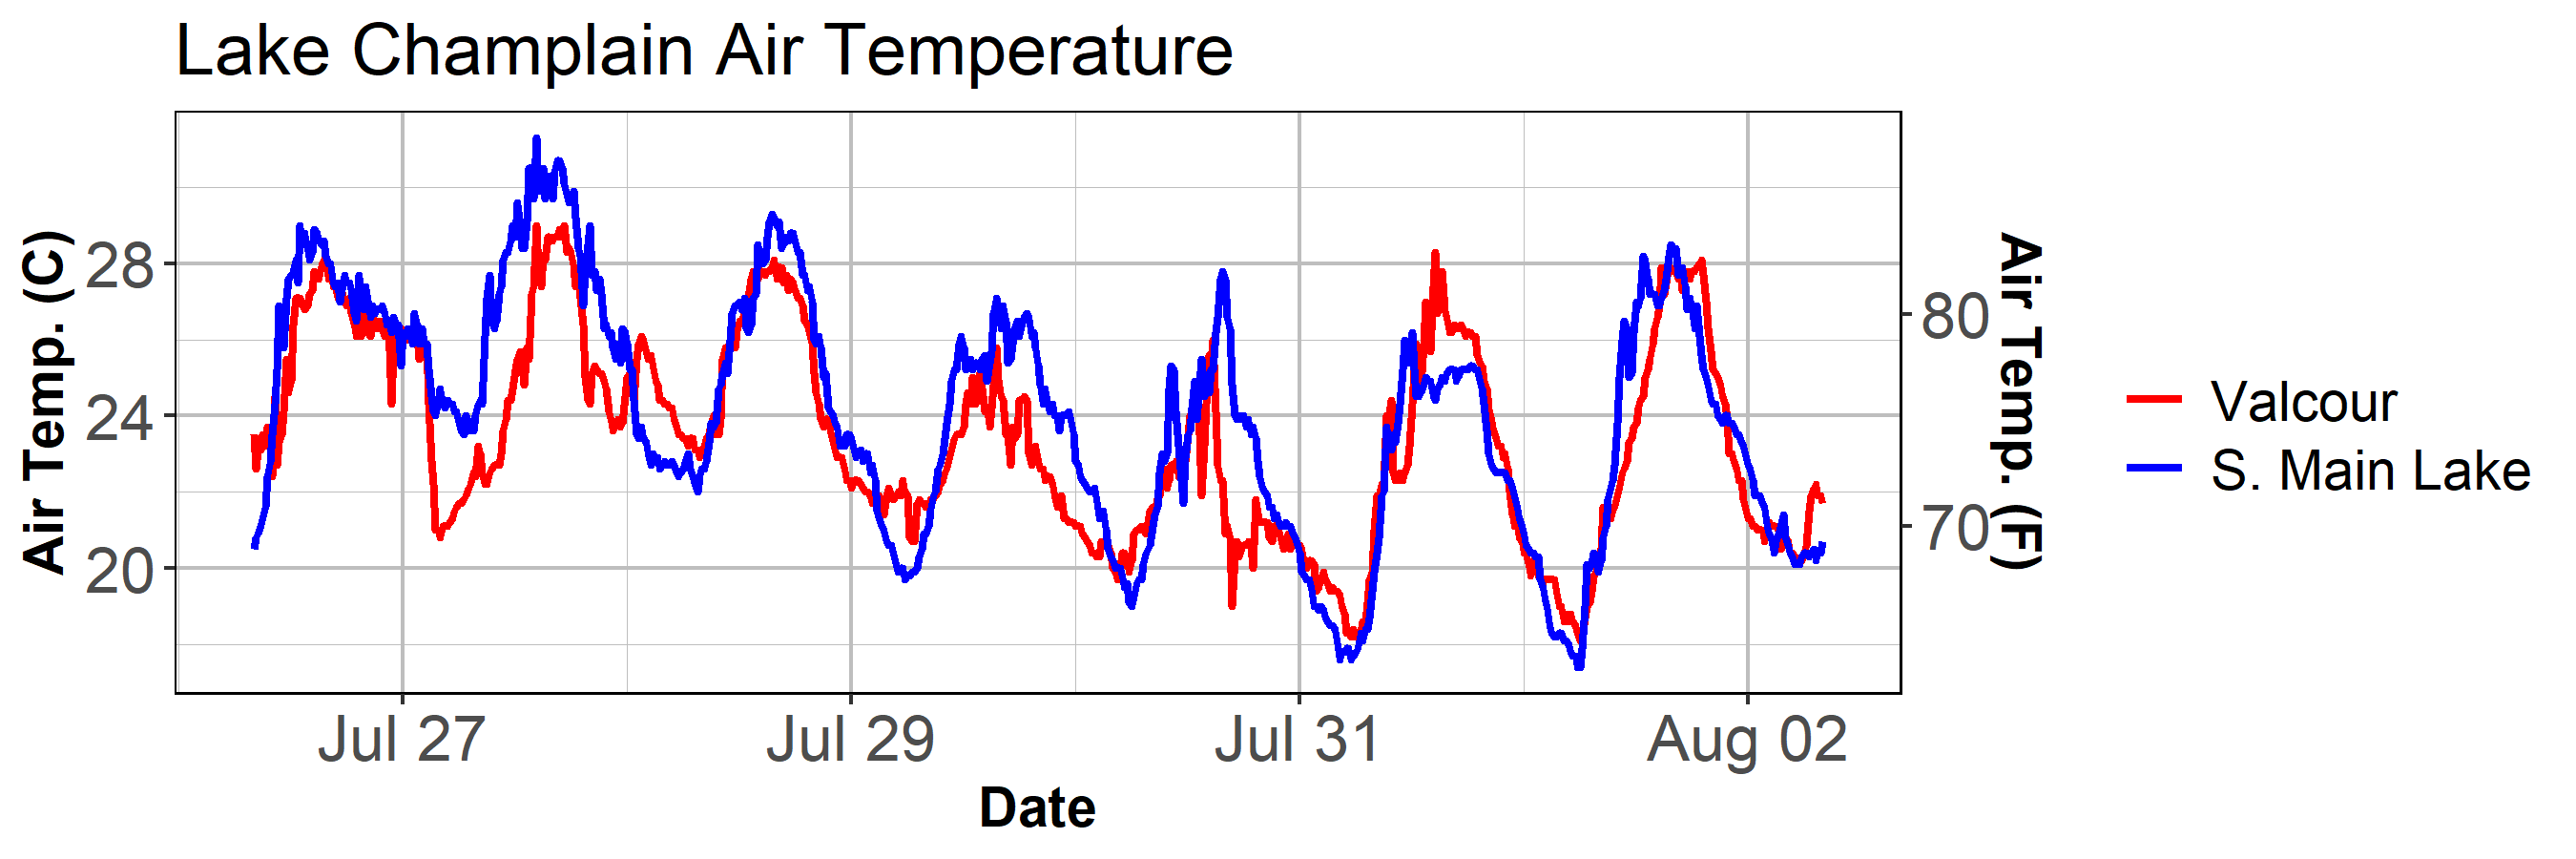 Lake Champlain Air Temperature
Air Temp. (C)
28
24
20
Air Temp. (F)
80
70
Jul 27
Jul 29
Jul 31
Aug 02
Date
Valcour
S. Main Lake